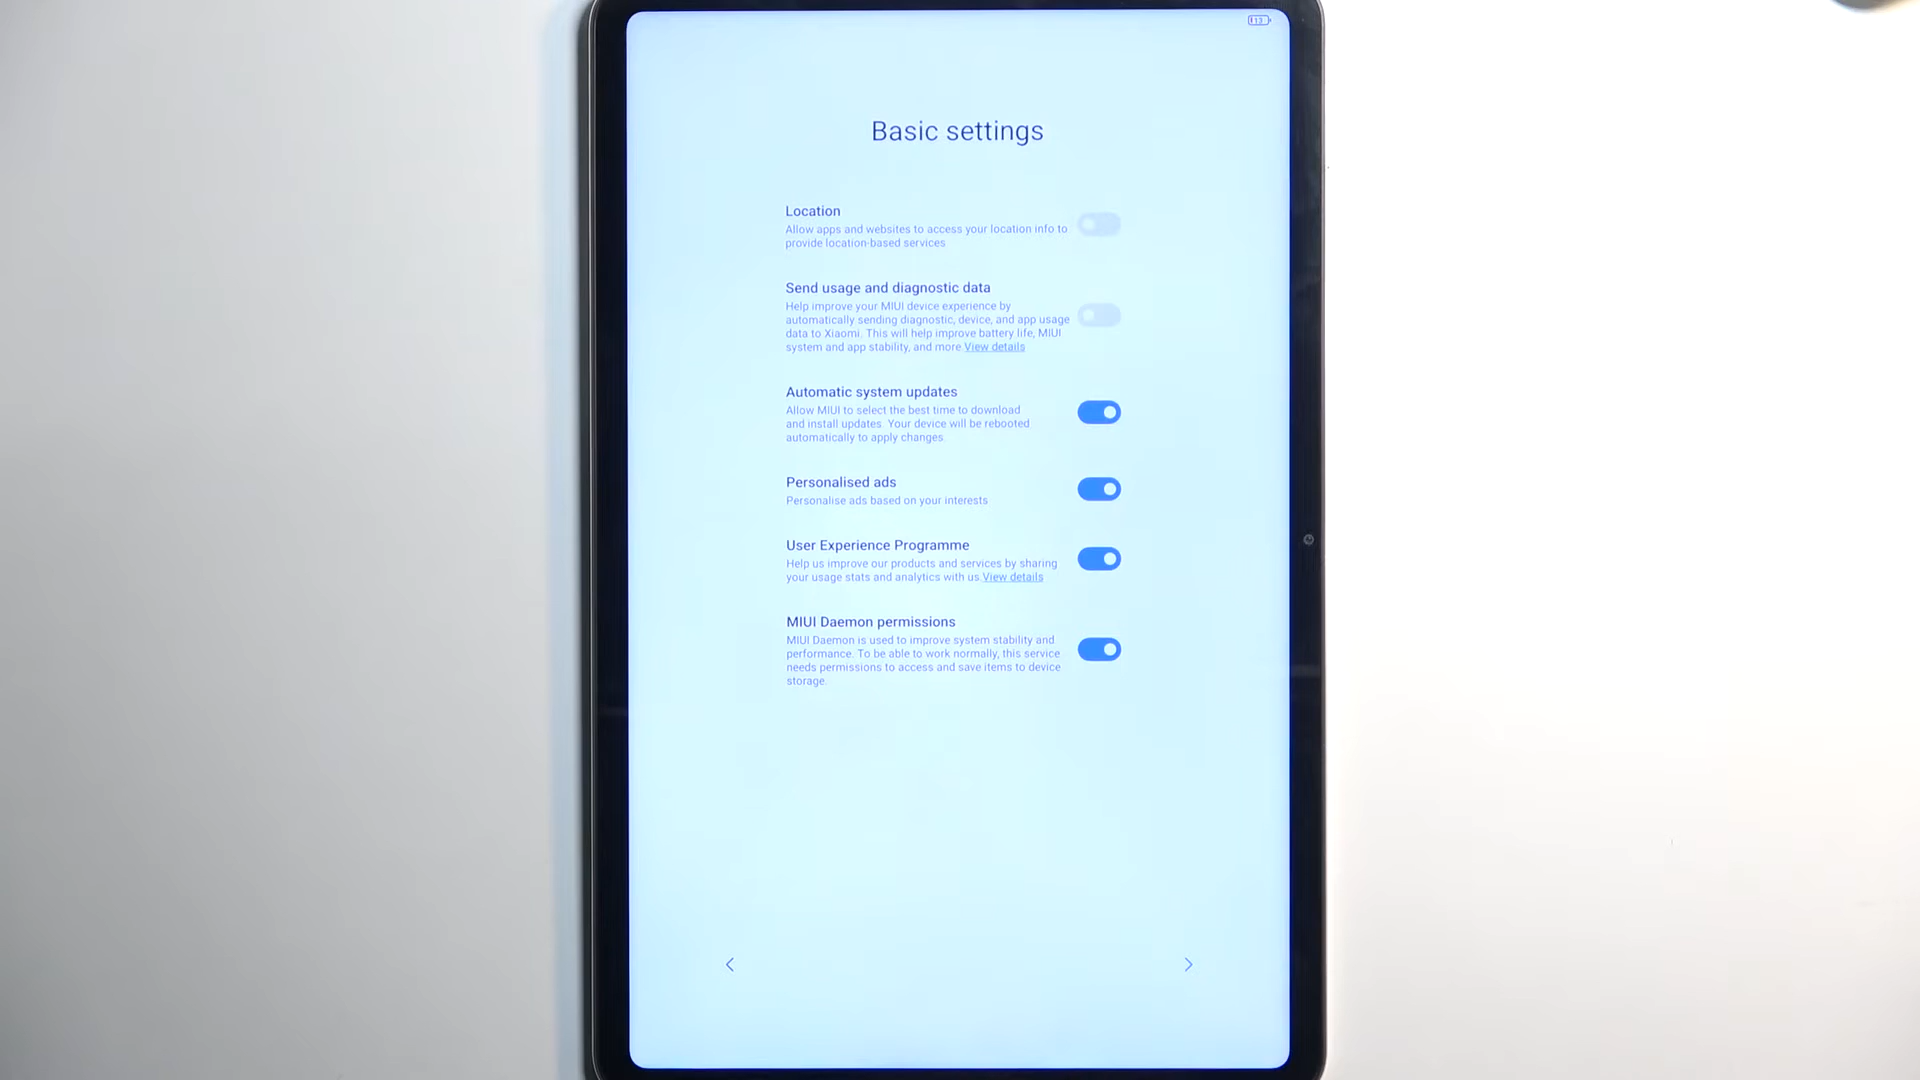 13
Basic settings
Location
Allow apps and websites to access your location info to
provide location-based services
Send usage and diagnostic data
Help improve your MIUI device experience by
automatically sending diagnostic, device, and app usage
data to Xiaomi. This will help improve battery life, MIUI
system and app stability, and more.View details
Automatic system updates
Allow MIUI to select the best time to download
and install updates. Your device will be rebooted
automatically to apply changes.
Personalised ads
Personalise ads based on your interests
User Experience Programme
Help us improve our products and services by sharing
your usage stats and analytics with us.View details
MIUI Daemon permissions
MIUI Daemon is used to improve system stability and
performance. To be able to work normally, this service
needs permissions to access and save items to device
storage.